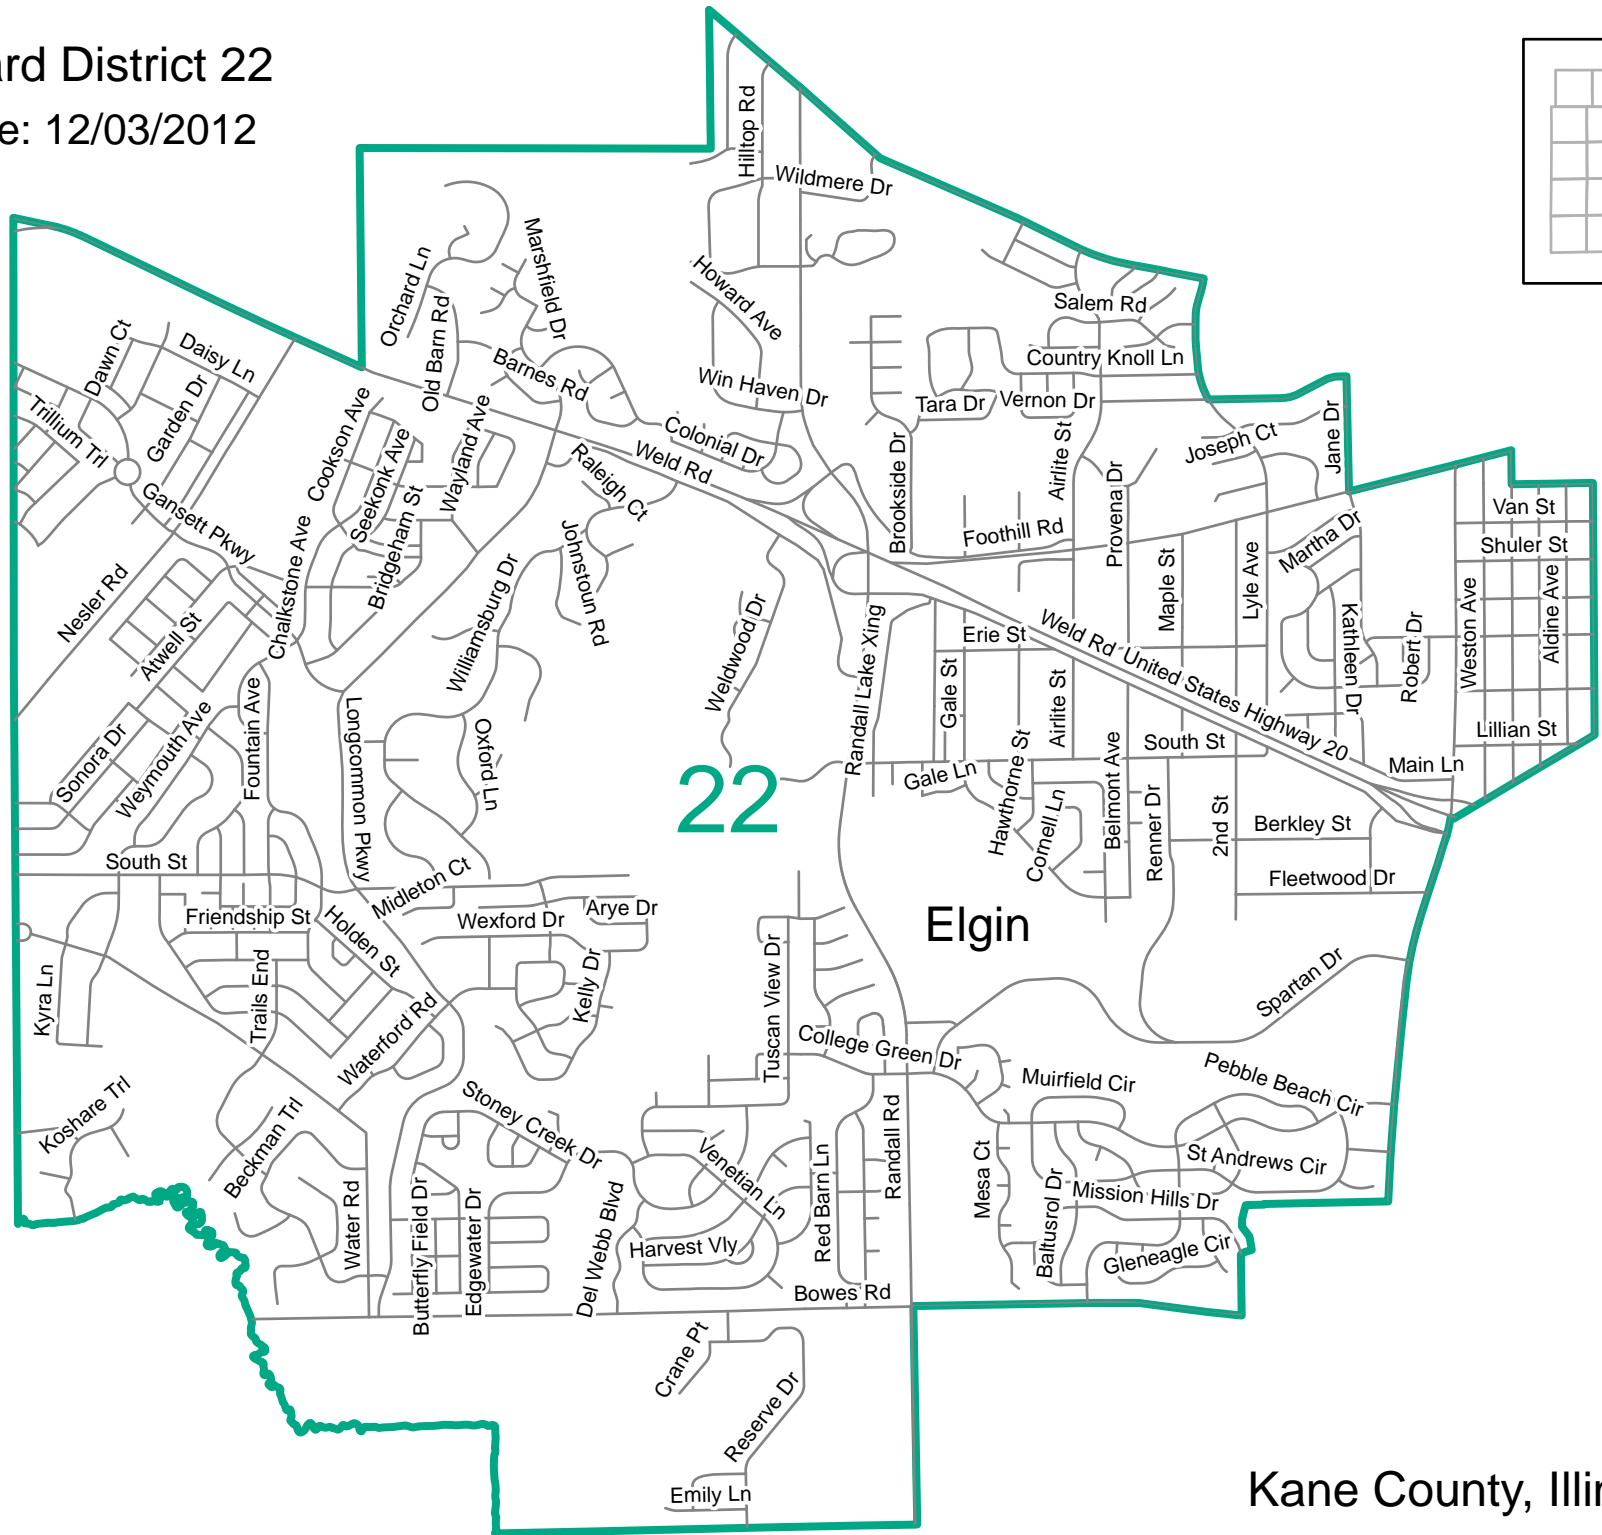 ard District 22
e: 12/03/2012
Hilltop Rd
Wildmere Dr
Orchard Ln
Marshfield Dr
Old Barn Rd
Howard Ave
Salem Rd
Country Knoll Ln
Dawn Ct
Daisy Ln
Garden Dr
Trillium Trl
Barnes Rd
Win Haven Dr
Tara Dr
Vernon Dr
Cookson Ave
Seekonk Ave
Wayland Ave
Bridgeham St
Colonial Dr
Weld Rd
Raleigh Ct
Brookside Dr
Airlite St
Provena Dr
Joseph Ct
Jane Dr
Gansett Pkwy
Chalkstone Ave
Johnstoun Rd
Foothill Rd
Van St
Shuler St
Martha Dr
Nesler Rd
Atwell St
Williamsburg Dr
Weldwood Dr
Randall Lake Xing
Erie St
Weld Rd
United States Highway 20
Maple St
Lyle Ave
Kathleen Dr
Robert Dr
Weston Ave
Aldine Ave
Lillian St
Sonora Dr
Weymouth Ave
Fountain Ave
Longcommon Pkwy
Oxford Ln
22
Gale St
Gale Ln
Hawthorne St
Airlite St
Cornell Ln
Belmont Ave
South St
Renner Dr
2nd St
Main Ln
Berkley St
Fleetwood Dr
South St
Midleton Ct
Friendship St
Holden St
Wexford Dr
Arye Dr
Kelly Dr
Elgin
Spartan Dr
Kyra Ln
Trails End
Waterford Rd
Tuscan View Dr
College Green Dr
Muirfield Cir
Pebble Beach Cir
Koshare Trl
Beckman Trl
Stoney Creek Dr
Venetian Ln
Red Barn Ln
Randall Rd
Mesa Ct
St Andrews Cir
Mission Hills Dr
Baltusrol Dr
Gleneagle Cir
Water Rd
Butterfly Field Dr
Edgewater Dr
Del Webb Blvd
Harvest Vly
Bowes Rd
Crane Pt
Reserve Dr
Emily Ln
Kane County, Illin